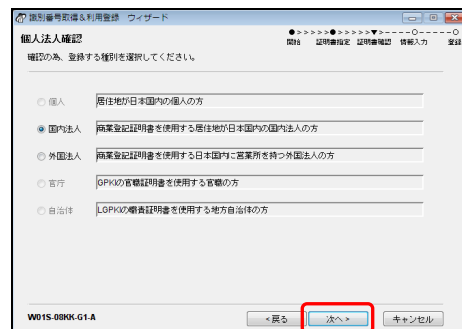 識別番号取得&利用登録 ウィザード
個人法人確認
●>>>>>●>>>>>▼>----○-----○
開始 証明書指定 証明書確認 情報入力 登録
確認の為、登録する種別を選択してください。
個人 居住地が日本国内の個人の方
国内法人 商業登記証明書を使用する居住地が日本国内の国内法人の方
外国法人 商業登記証明書を使用する日本国内に営業所を持つ外国法人の方
官庁 GPKIの官職証明書を使用する官職の方
自治体 LGPKIの職責証明書を使用する地方自治体の方
W01S-08KK-G1-A
<戻る 次へ> キャンセル